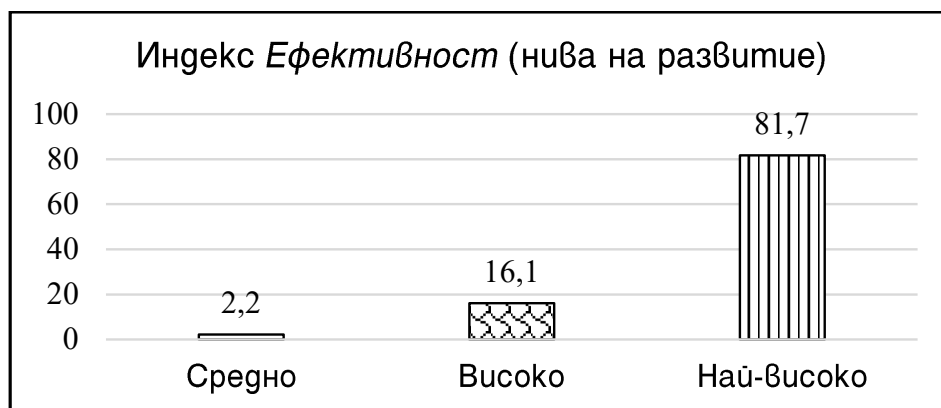 Индекс Ефективност (нива на развитие)
100
80
60
40
20
0
2,2
16,1
81,7
Средно
Високо
Най-високо